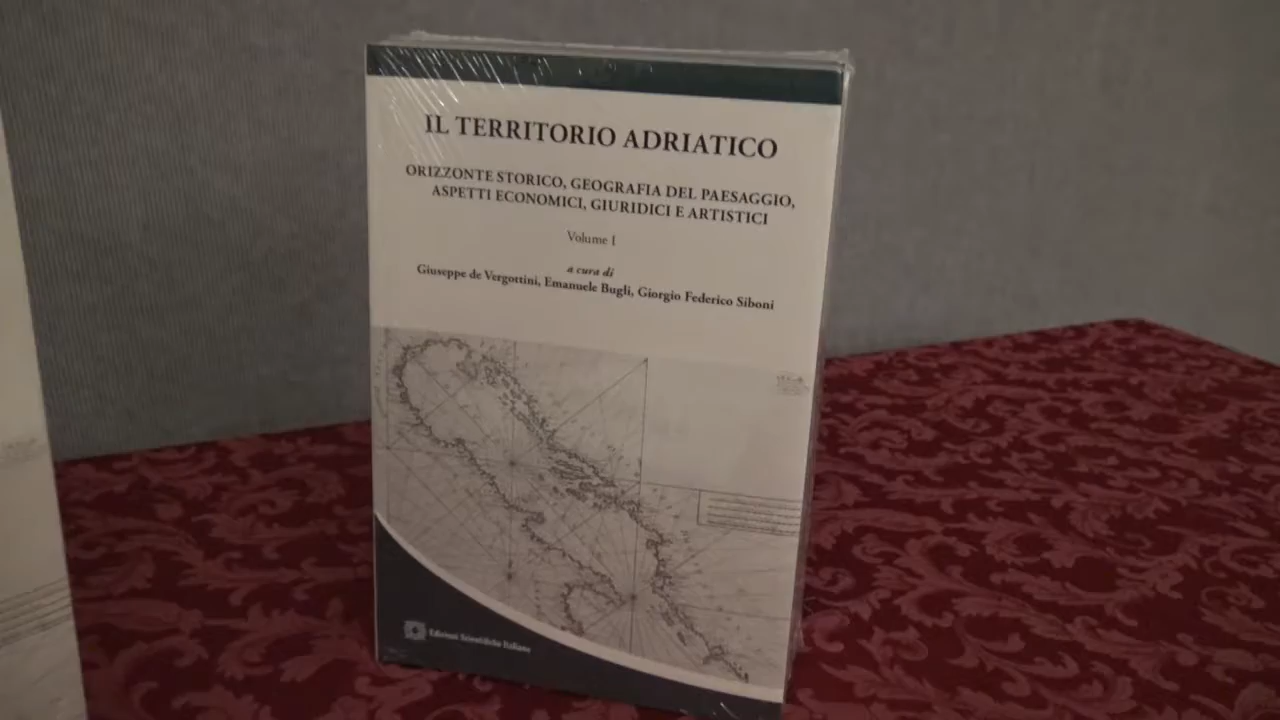 IL TERRITORIO ADRIATICO
ORIZZONTE STORICO, GEOGRAFIA DEL PAESAGGIO,
ASPETTI ECONOMICI, GIURIDICI E ARTISTICI
Volume I
a cura di
Giuseppe de Vergottini, Emanuele Bugli, Giorgio Federico Siboni
Edizioni Scientifiche Italiane